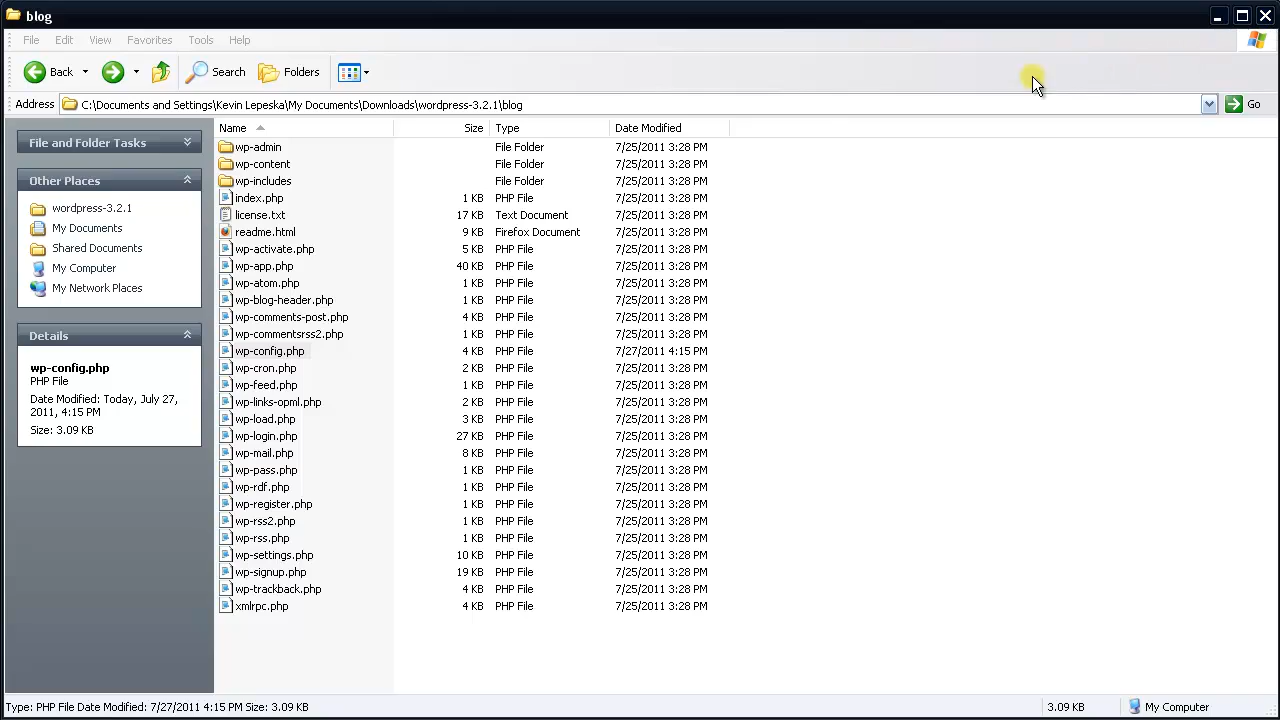 blog
File Edit View Favorites Tools Help
Back Search Folders
Address C:\Documents and Settings\Kevin Lepesha\My Documents\Downloads\wordpress-3.2.1\blog Go
File and Folder Tasks
Other Places
wordpress-3.2.1
My Documents
Shared Documents
My Computer
My Network Places
Details
wp-config.php
PHP File
Date Modified: Today, July 27,
2011, 4:15 PM
Size: 3.09 KB
Name Size Type Date Modified
wp-admin File Folder 7/25/2011 3:28 PM
wp-content File Folder 7/25/2011 3:28 PM
wp-includes File Folder 7/25/2011 3:28 PM
index.php 1 KB PHP File 7/25/2011 3:28 PM
license.txt 17 KB Text Document 7/25/2011 3:28 PM
readme.html 9 KB Firefox Document 7/25/2011 3:28 PM
wp-activate.php 5 KB PHP File 7/25/2011 3:28 PM
wp-app.php 40 KB PHP File 7/25/2011 3:28 PM
wp-atom.php 1 KB PHP File 7/25/2011 3:28 PM
wp-blog-header.php 1 KB PHP File 7/25/2011 3:28 PM
wp-comments-post.php 4 KB PHP File 7/25/2011 3:28 PM
wp-commentsrss2.php 1 KB PHP File 7/25/2011 3:28 PM
wp-config.php 4 KB PHP File 7/27/2011 4:15 PM
wp-cron.php 2 KB PHP File 7/25/2011 3:28 PM
wp-feed.php 1 KB PHP File 7/25/2011 3:28 PM
wp-links-opml.php 2 KB PHP File 7/25/2011 3:28 PM
wp-load.php 3 KB PHP File 7/25/2011 3:28 PM
wp-login.php 27 KB PHP File 7/25/2011 3:28 PM
wp-mail.php 8 KB PHP File 7/25/2011 3:28 PM
wp-pass.php 1 KB PHP File 7/25/2011 3:28 PM
wp-rdf.php 1 KB PHP File 7/25/2011 3:28 PM
wp-register.php 1 KB PHP File 7/25/2011 3:28 PM
wp-rss2.php 1 KB PHP File 7/25/2011 3:28 PM
wp-rss.php 1 KB PHP File 7/25/2011 3:28 PM
wp-settings.php 10 KB PHP File 7/25/2011 3:28 PM
wp-signup.php 19 KB PHP File 7/25/2011 3:28 PM
wp-trackback.php 4 KB PHP File 7/25/2011 3:28 PM
xmlrpc.php 4 KB PHP File 7/25/2011 3:28 PM
Type: PHP File Date Modified: 7/27/2011 4:15 PM Size: 3.09 KB 3.09 KB My Computer